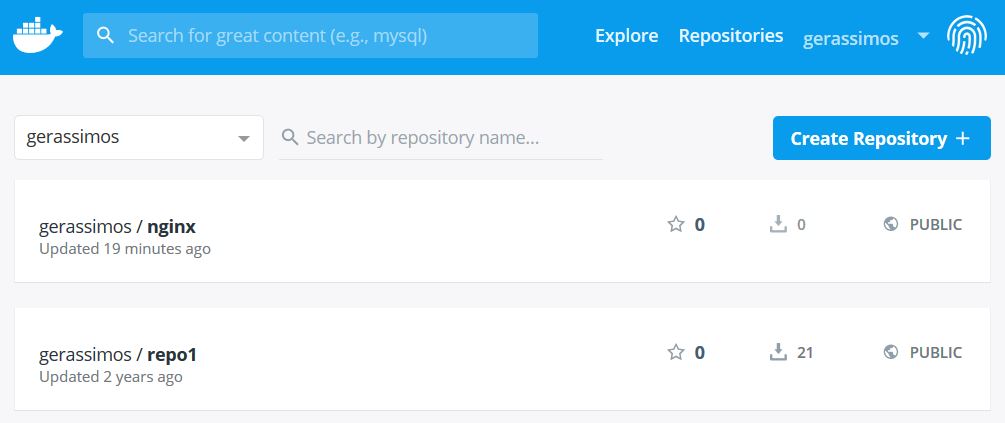 Search for great content (e.g., mysql) Explore Repositories gerassimos
gerassimos Search by repository name... Create Repository +
gerassimos / nginx 0 0 PUBLIC
Updated 19 minutes ago
gerassimos / repo1 0 21 PUBLIC
Updated 2 years ago